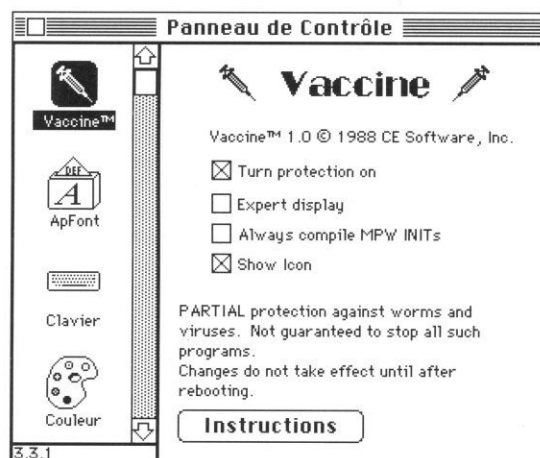 Panneau de Contrôle
Vaccine™
DEF
A
ApFont
Clavier
Couleur
3.3.1
Vaccine
Vaccine™ 1.0 © 1988 CE Software, Inc.
Turn protection on
Expert display
Always compile MPW INITs
Show Icon
PARTIAL protection against worms and
viruses. Not guaranteed to stop all such
programs.
Changes do not take effect until after
rebooting.
Instructions